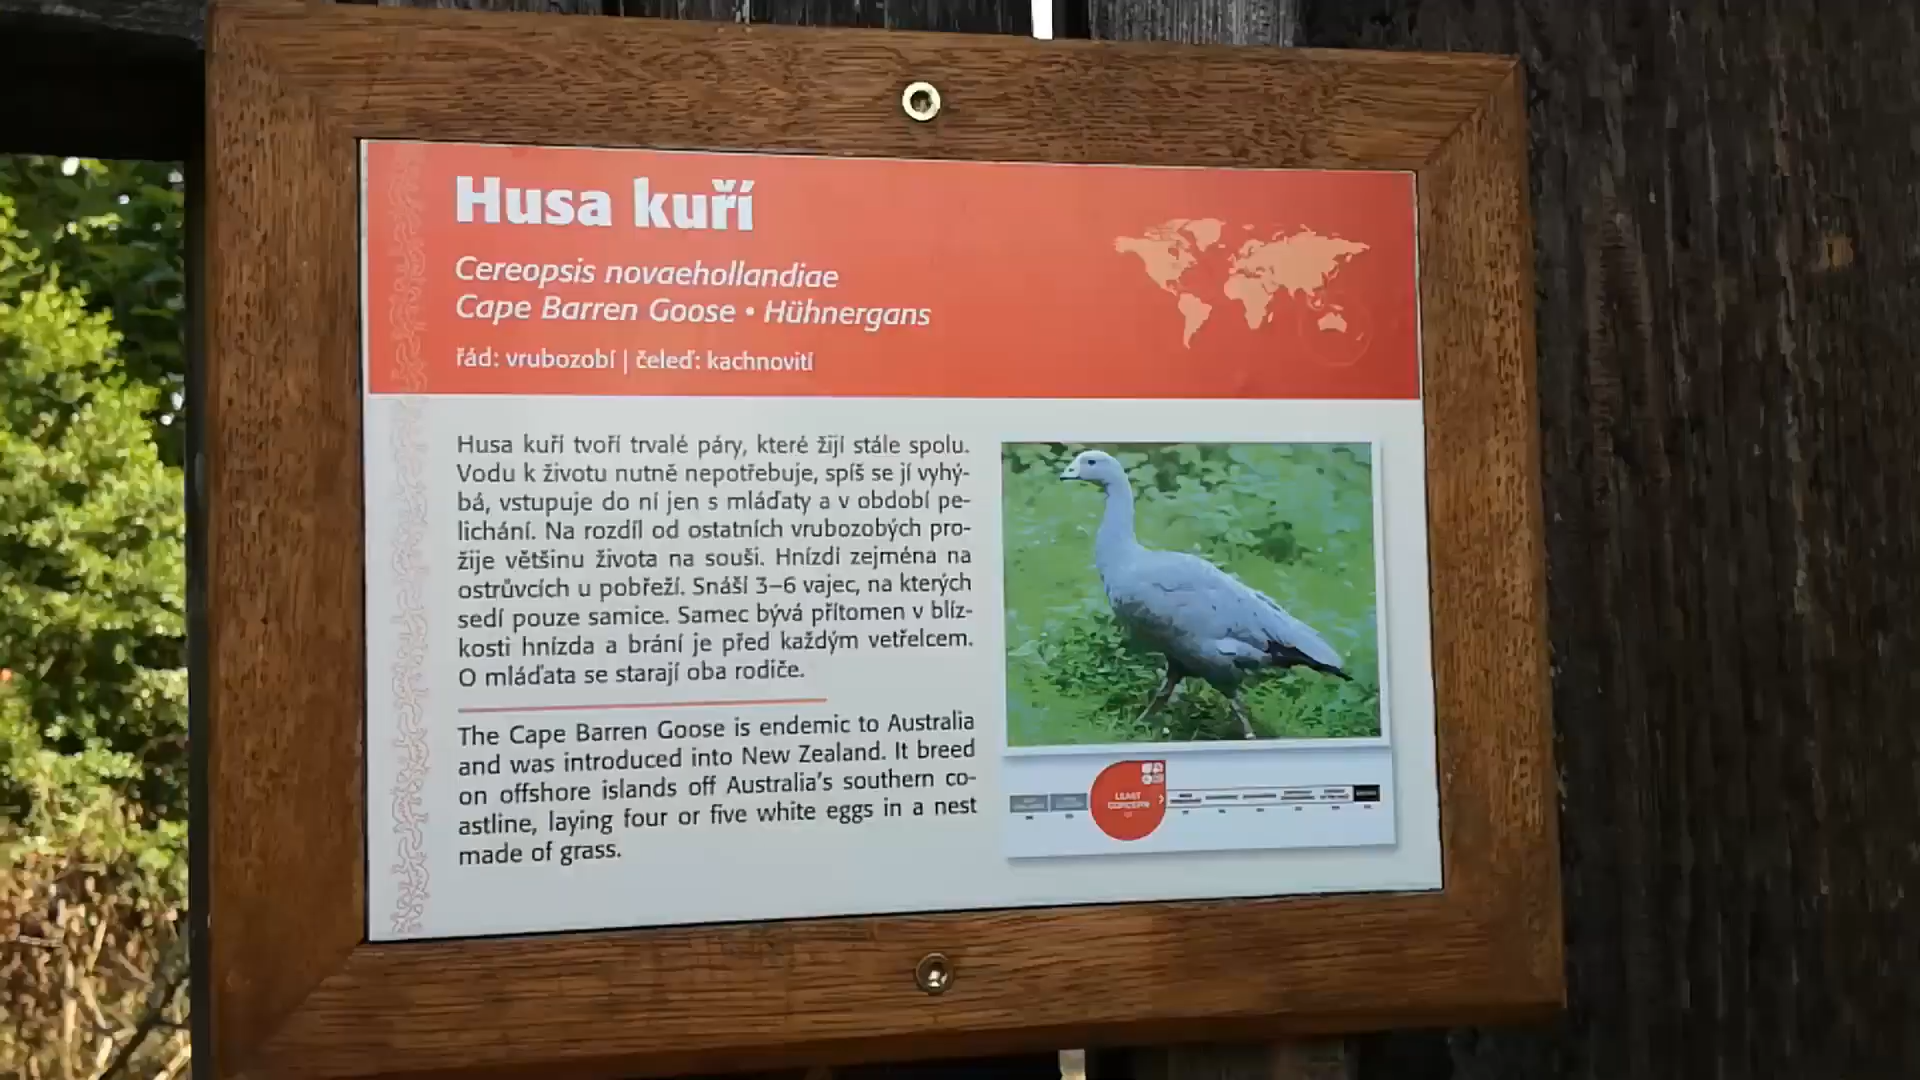 Husa kuří
Cereopsis novaehollandiae
Cape Barren Goose • Hühnergans
řád: vrubozobí | čeleď: kachnovití
Husa kuří tvoří trvalé páry, které žijí stále spolu.
Vodu k životu nutně nepotřebuje, spíš se jí vyhý-
bá, vstupuje do ní jen s mláďaty a v období pe-
lichání. Na rozdíl od ostatních vrubozobých pro-
žije většinu života na souši. Hnízdí zejména na
ostrůvcích u pobřeží. Snáší 3–6 vajec, na kterých
sedí pouze samice. Samec bývá přítomen v blíz-
kosti hnízda a brání je před každým vetřelcem.
O mláďata se starají oba rodiče.
The Cape Barren Goose is endemic to Australia
and was introduced into New Zealand. It breed
on offshore islands off Australia's southern co-
astline, laying four or five white eggs in a nest
made of grass.
LEAST
CONCERN